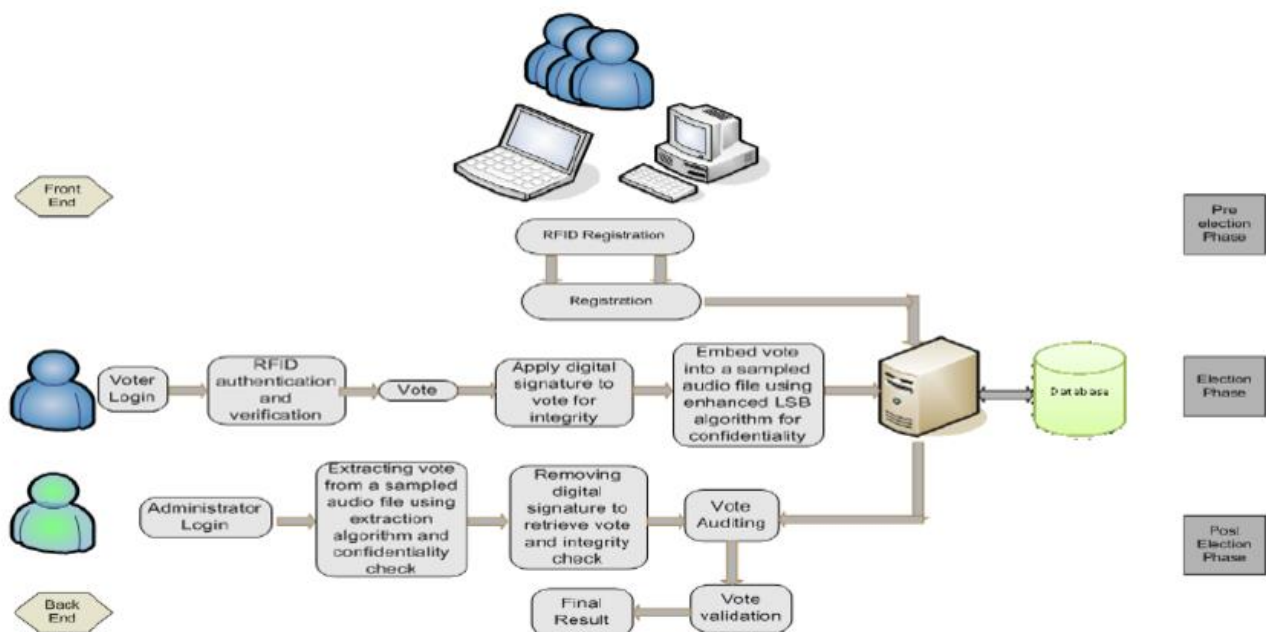 Front
End
Pre
election
Phase
RFID Registration
Registration
Voter
Login
RFID
authentication
and
verification
Vote
Apply digital
signature to
vote for
integrity
Embed vote
into a sampled
audio file using
enhanced LSB
algorithm for
confidentiality
Database
Election
Phase
Administrator
Login
Extracting vote
from a sampled
audio file using
extraction
algorithm and
confidentiality
check
Removing
digital
signature to
retrieve vote
and integrity
check
Vote
Auditing
Post
Election
Phase
Back
End
Final
Result
Vote
validation